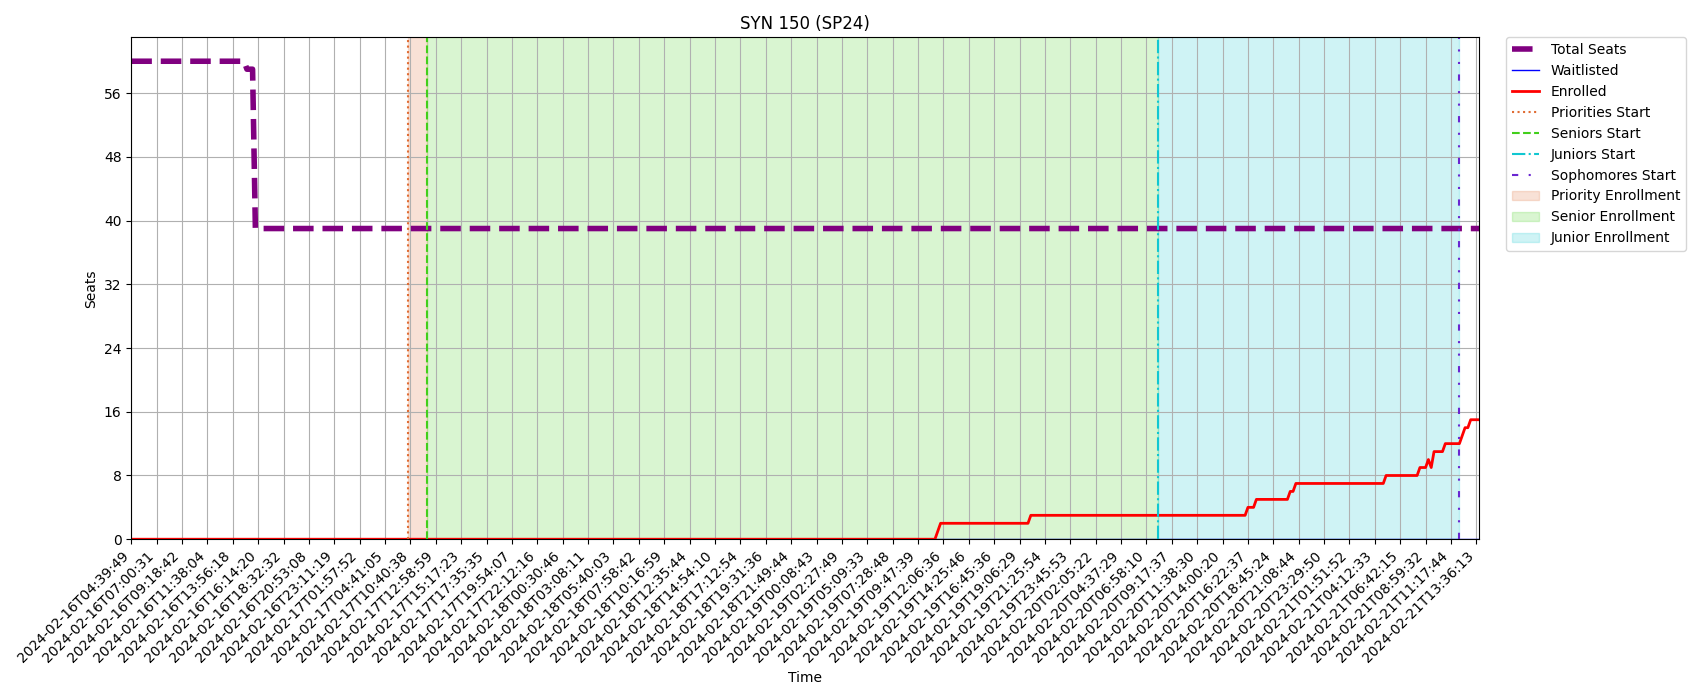 SYN 150 (SP24)
Total Seats
Waitlisted
Enrolled
Priorities Start
Seniors Start
Juniors Start
Sophomores Start
Priority Enrollment
Senior Enrollment
Junior Enrollment
56
48
40
32
24
16
8
0
Seats
2024-02-16T04:39:49
2024-02-16T07:00:31
2024-02-16T09:18:42
2024-02-16T11:38:04
2024-02-16T13:56:18
2024-02-16T16:14:20
2024-02-16T18:32:32
2024-02-16T20:53:08
2024-02-16T23:11:19
2024-02-17T01:57:52
2024-02-17T04:41:05
2024-02-17T10:40:38
2024-02-17T12:58:59
2024-02-17T15:17:23
2024-02-17T17:35:35
2024-02-17T19:54:07
2024-02-17T22:12:16
2024-02-18T00:30:46
2024-02-18T03:08:11
2024-02-18T05:40:03
2024-02-18T07:58:42
2024-02-18T10:16:59
2024-02-18T12:35:44
2024-02-18T14:54:10
2024-02-18T17:12:54
2024-02-18T19:31:36
2024-02-18T21:49:44
2024-02-19T00:08:43
2024-02-19T02:27:49
2024-02-19T05:09:33
2024-02-19T07:28:48
2024-02-19T09:47:39
2024-02-19T12:06:36
2024-02-19T14:25:46
2024-02-19T16:45:36
2024-02-19T19:06:29
2024-02-19T21:25:54
2024-02-19T23:45:53
2024-02-20T02:05:22
2024-02-20T04:37:29
2024-02-20T06:58:10
2024-02-20T09:17:37
2024-02-20T11:38:30
2024-02-20T14:00:20
2024-02-20T16:22:37
2024-02-20T18:45:24
2024-02-20T21:08:44
2024-02-20T23:29:50
2024-02-21T01:51:52
2024-02-21T04:12:33
2024-02-21T06:42:15
2024-02-21T08:59:32
2024-02-21T11:17:44
2024-02-21T13:36:13
Time